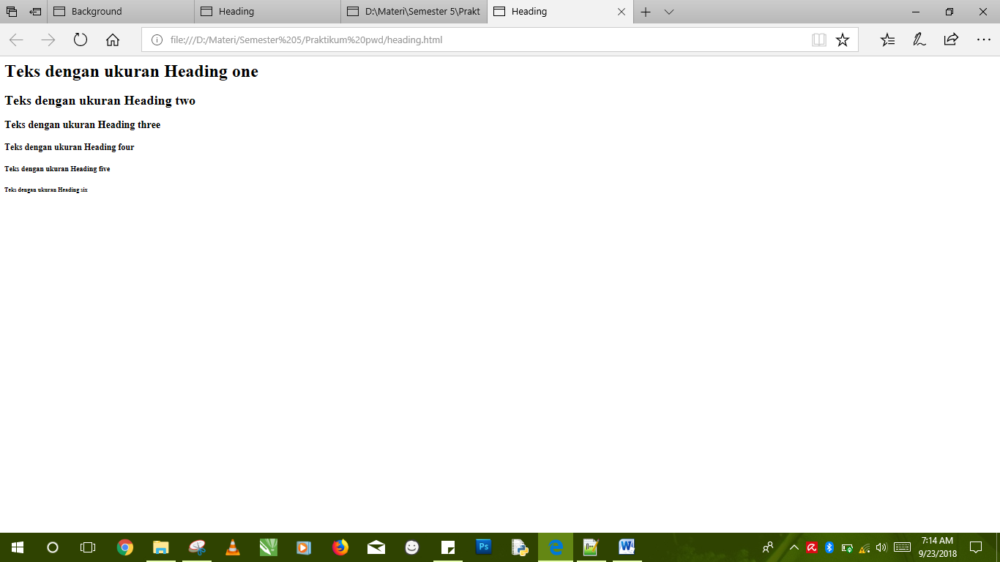 Background
Heading
D:\Materi\Semester 5\Prakt
Heading
file:///D:/Materi/Semester%205/Praktikum%20pwd/heading.html
Teks dengan ukuran Heading one
Teks dengan ukuran Heading two
Teks dengan ukuran Heading three
Teks dengan ukuran Heading four
Teks dengan ukuran Heading five
Teks dengan ukuran Heading six
Ps
7:14 AM
9/23/2018